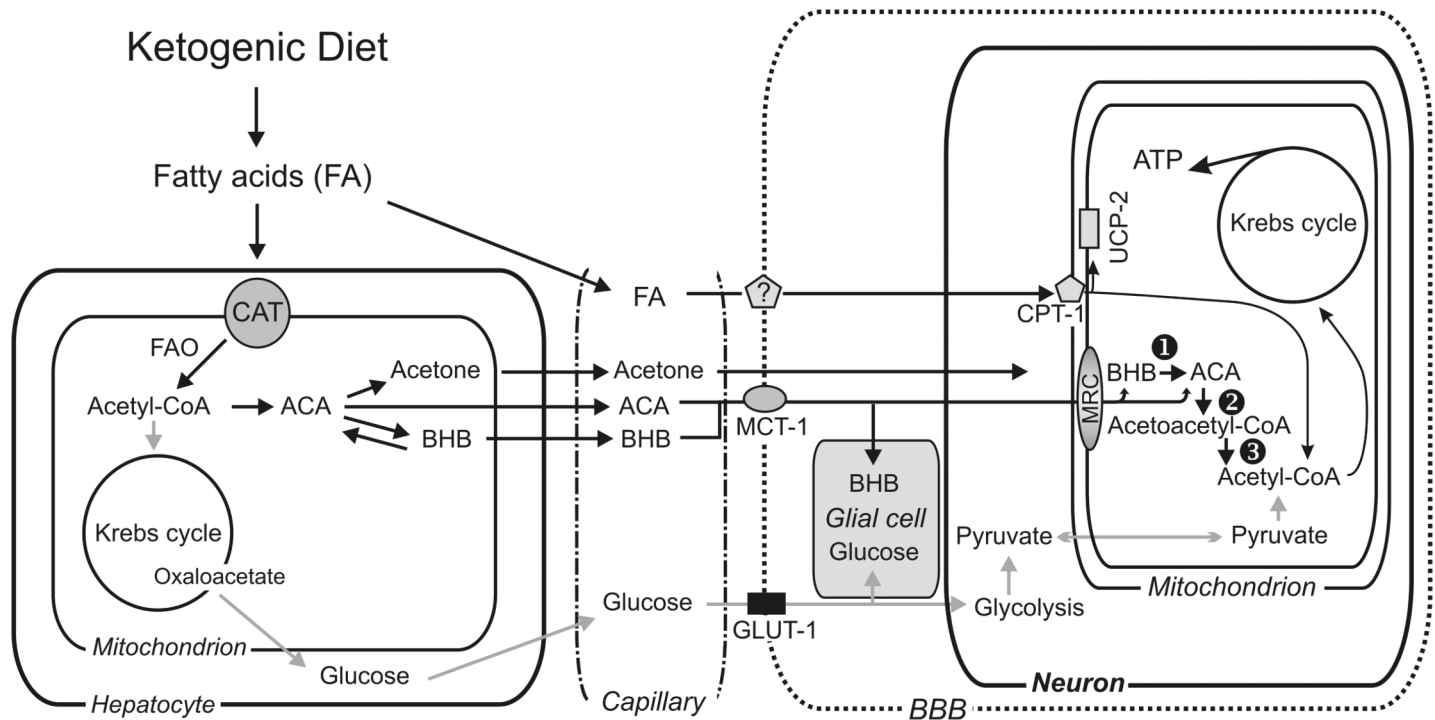 Ketogenic Diet
Fatty acids (FA)
CAT
FAO
Acetyl-CoA
ACA
Acetone
BHB
Krebs cycle
Oxaloacetate
Glucose
Mitochondrion
Hepatocyte
FA
Acetone
ACA
BHB
Glucose
Capillary
?
MCT-1
GLUT-1
BBB
BHB
Glial cell
Glucose
CPT-1
UCP-2
ATP
Krebs cycle
MRC
BHB
1
ACA
2
Acetoacetyl-CoA
3
Acetyl-CoA
Pyruvate
Pyruvate
Glycolysis
Mitochondrion
Neuron